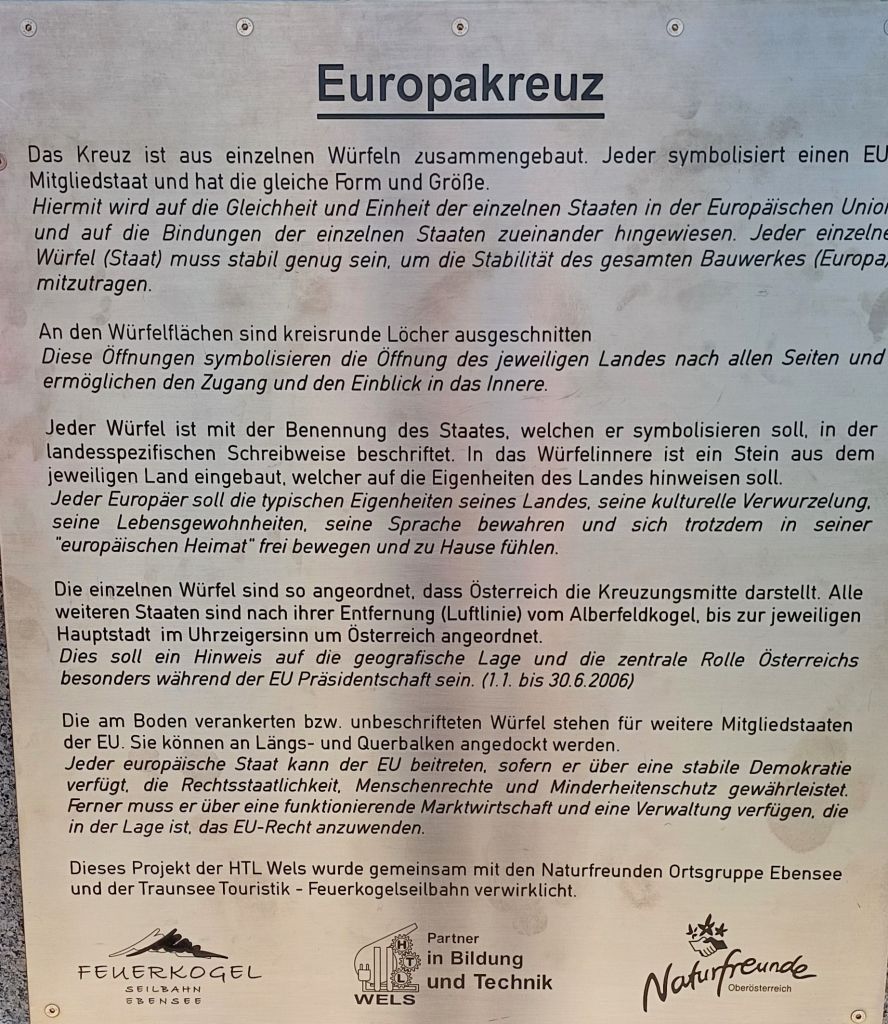 Europakreuz
Das Kreuz ist aus einzelnen Würfeln zusammengebaut. Jeder symbolisiert einen EU
Mitgliedstaat und hat die gleiche Form und Größe.
Hiermit wird auf die Gleichheit und Einheit der einzelnen Staaten in der Europäischen Union
und auf die Bindungen der einzelnen Staaten zueinander hingewiesen. Jeder einzelne
Würfel (Staat) muss stabil genug sein, um die Stabilität des gesamten Bauwerkes (Europa)
mitzutragen.
An den Würfelflächen sind kreisrunde Löcher ausgeschnitten
Diese Öffnungen symbolisieren die Öffnung des jeweiligen Landes nach allen Seiten und
ermöglichen den Zugang und den Einblick in das Innere.
Jeder Würfel ist mit der Benennung des Staates, welchen er symbolisieren soll, in der
landesspezifischen Schreibweise beschriftet. In das Würfelinnere ist ein Stein aus dem
jeweiligen Land eingebaut, welcher auf die Eigenheiten des Landes hinweisen soll.
Jeder Europäer soll die typischen Eigenheiten seines Landes, seine kulturelle Verwurzelung,
seine Lebensgewohnheiten, seine Sprache bewahren und sich trotzdem in seiner
"europäischen Heimat" frei bewegen und zu Hause fühlen.
Die einzelnen Würfel sind so angeordnet, dass Österreich die Kreuzungsmitte darstellt. Alle
weiteren Staaten sind nach ihrer Entfernung (Luftlinie) vom Alberfeldkogel, bis zur jeweiligen
Hauptstadt im Uhrzeigersinn um Österreich angeordnet.
Dies soll ein Hinweis auf die geografische Lage und die zentrale Rolle Österreichs
besonders während der EU Präsidentschaft sein. (1.1. bis 30.6.2006)
Die am Boden verankerten bzw. unbeschrifteten Würfel stehen für weitere Mitgliedstaaten
der EU. Sie können an Längs- und Querbalken angedockt werden.
Jeder europäische Staat kann der EU beitreten, sofern er über eine stabile Demokratie
verfügt, die Rechtsstaatlichkeit, Menschenrechte und Minderheitenschutz gewährleistet.
Ferner muss er über eine funktionierende Marktwirtschaft und eine Verwaltung verfügen, die
in der Lage ist, das EU-Recht anzuwenden.
Dieses Projekt der HTL Wels wurde gemeinsam mit den Naturfreunden Ortsgruppe Ebensee
und der Traunsee Touristik - Feuerkogelseilbahn verwirklicht.
FEUERKOGEL
SEILBAHN
EBENSEE
HTL
WELS
Partner
in Bildung
und Technik
Naturfreunde
Oberösterreich